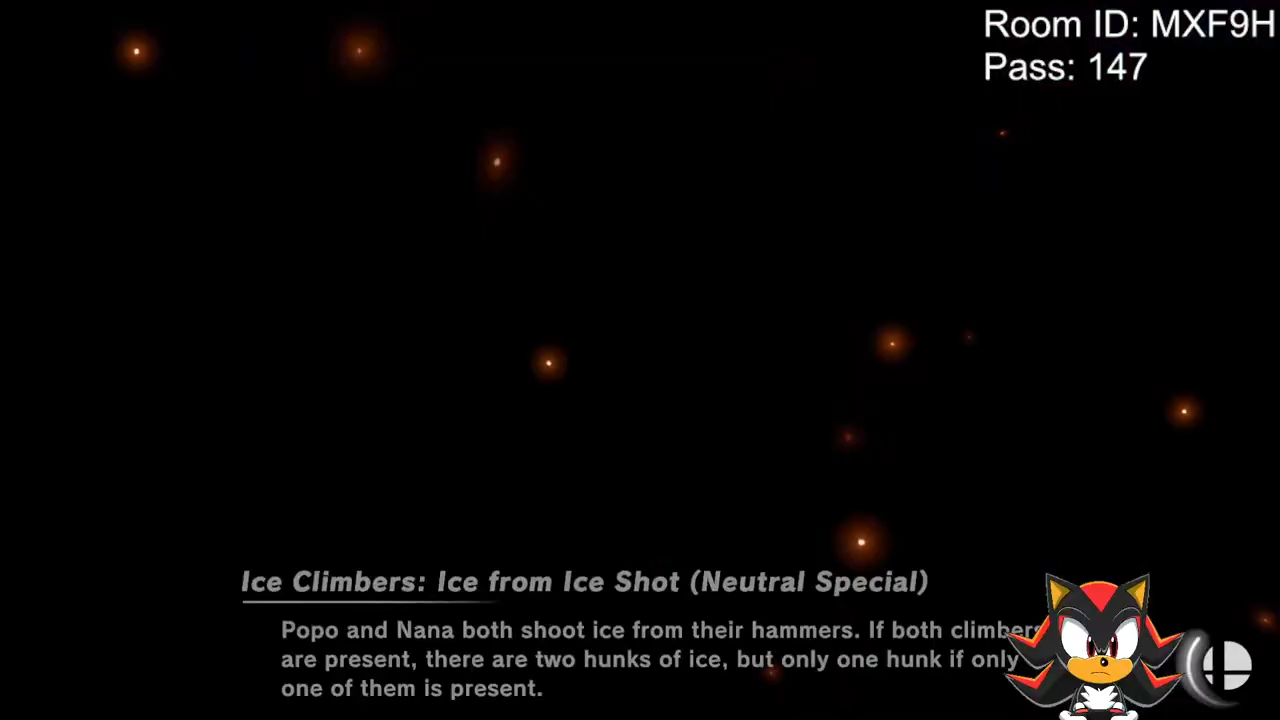 Room ID: MXF9H
Pass: 147
Ice Climbers: Ice from Ice Shot (Neutral Special)
Popo and Nana both shoot ice from their hammers. If both climbers
are present, there are two hunks of ice, but only one hunk if only
one of them is present.